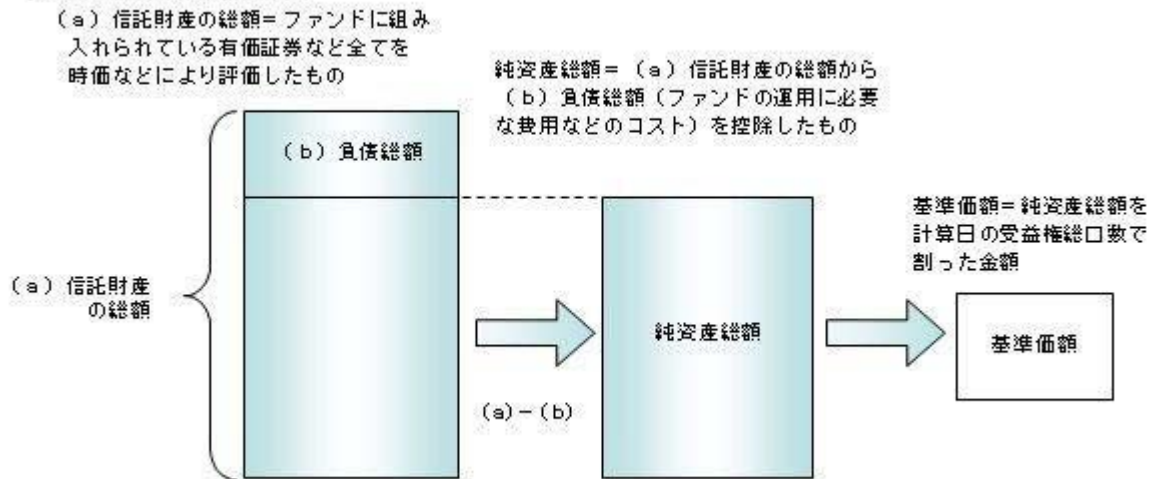 （a）信託財産の総額＝ファンドに組み
入れられている有価証券など全てを
時価などにより評価したもの
純資産総額＝（a）信託財産の総額から
（b）負債総額（ファンドの運用に必要
な費用などのコスト）を控除したもの
（b）負債総額
基準価額＝純資産総額を
計算日の受益権総口数で
割った金額
（a）信託財産
の総額
純資産総額
基準価額
（a）－（b）